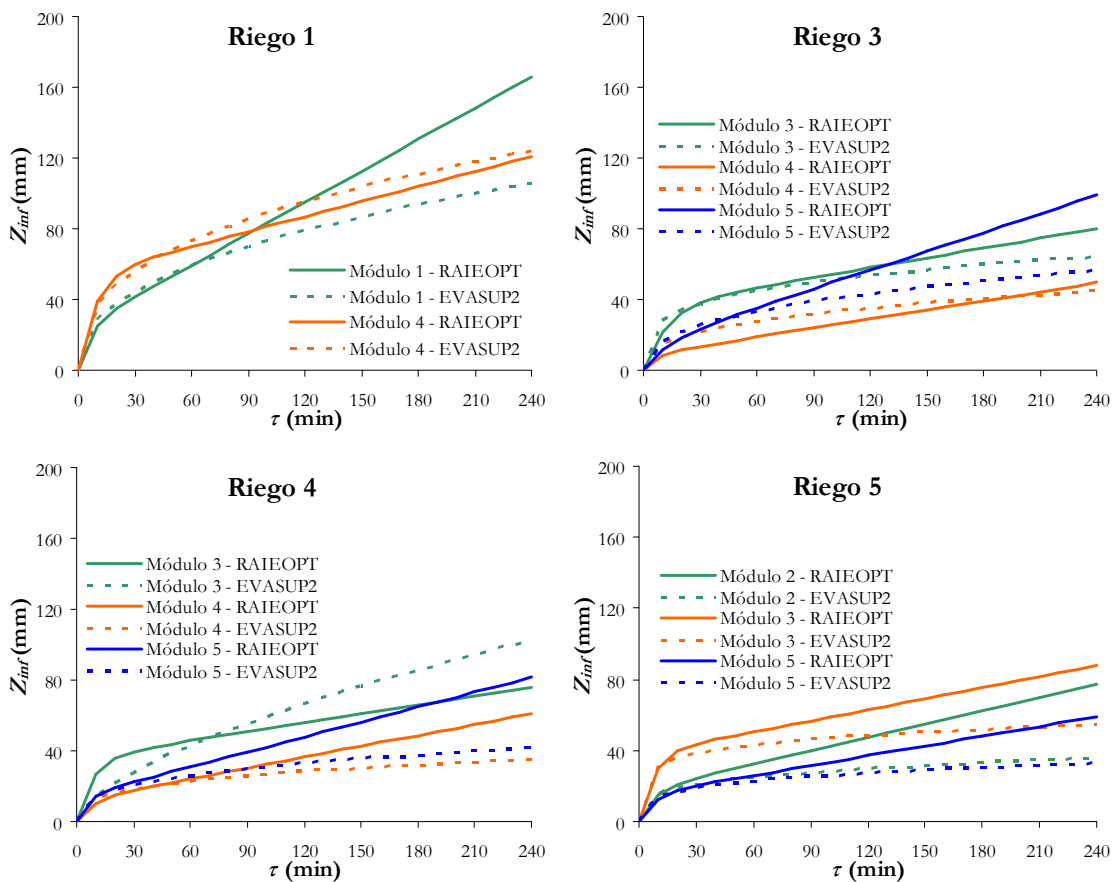 Riego 1
Z inf (mm)
200
160
120
80
40
0
Módulo 1 - RAIEOPT
Módulo 1 - EVASUP2
Módulo 4 - RAIEOPT
Módulo 4 - EVASUP2
0 30 60 90 120 150 180 210 240
τ (min)
Riego 3
Z inf (mm)
200
160
120
80
40
0
Módulo 3 - RAIEOPT
Módulo 3 - EVASUP2
Módulo 4 - RAIEOPT
Módulo 4 - EVASUP2
Módulo 5 - RAIEOPT
Módulo 5 - EVASUP2
0 30 60 90 120 150 180 210 240
τ (min)
Riego 4
Z inf (mm)
200
160
120
80
40
0
Módulo 3 - RAIEOPT
Módulo 3 - EVASUP2
Módulo 4 - RAIEOPT
Módulo 4 - EVASUP2
Módulo 5 - RAIEOPT
Módulo 5 - EVASUP2
0 30 60 90 120 150 180 210 240
τ (min)
Riego 5
Z inf (mm)
200
160
120
80
40
0
Módulo 2 - RAIEOPT
Módulo 2 - EVASUP2
Módulo 3 - RAIEOPT
Módulo 3 - EVASUP2
Módulo 5 - RAIEOPT
Módulo 5 - EVASUP2
0 30 60 90 120 150 180 210 240
τ (min)